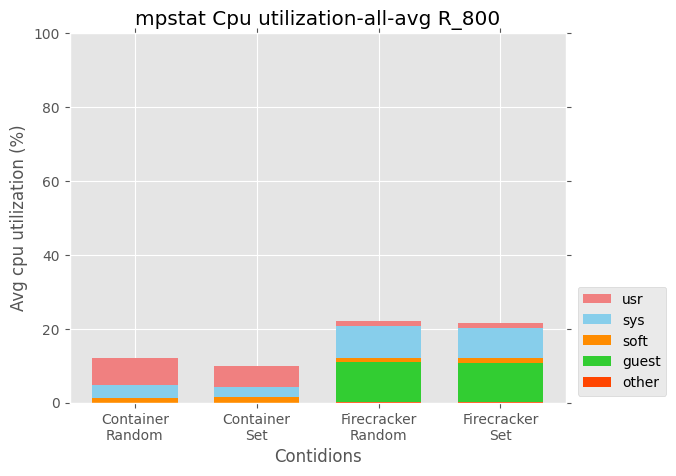 mpstat Cpu utilization-all-avg R_800
Avg cpu utilization (%)
100
80
60
40
20
0
Container
Random
Container
Set
Firecracker
Random
Firecracker
Set
Contidions
usr
sys
soft
guest
other